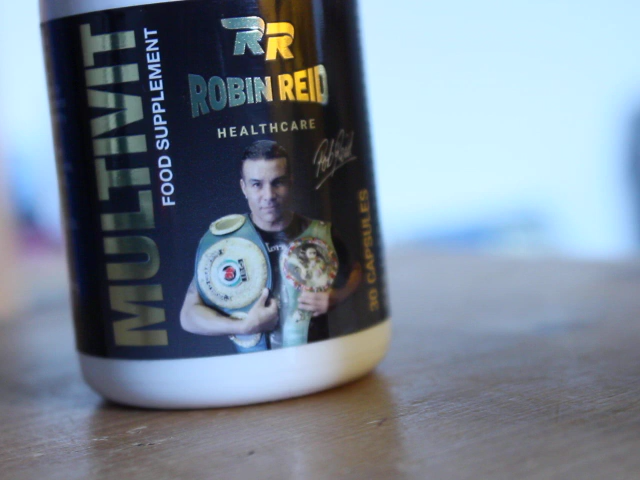 MULTIVIT
FOOD SUPPLEMENT
RR
ROBIN REID
HEALTHCARE
30 CAPSULES